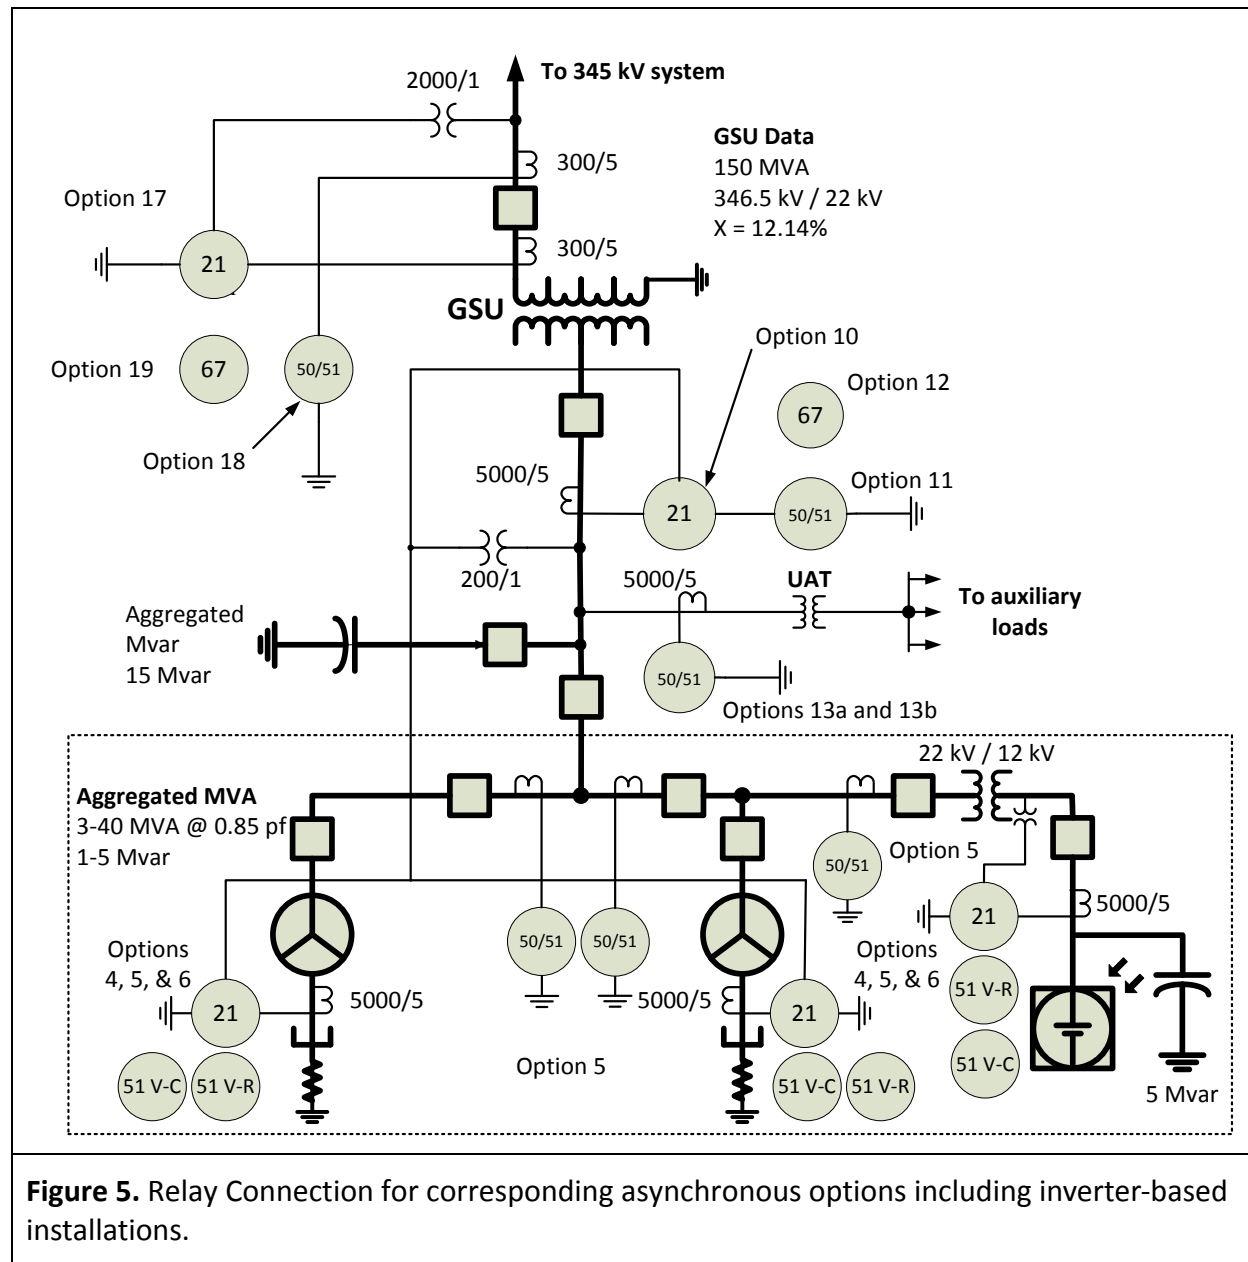 To 345 kV system
2000/1
GSU Data
150 MVA
346.5 kV / 22 kV
X = 12.14%
300/5
Option 17
21
300/5
GSU
Option 10
Option 19
67
50/51
Option 12
67
Option 18
5000/5
Option 11
21
50/51
200/1
5000/5
UAT
To auxiliary
loads
Aggregated
Mvar
15 Mvar
50/51
Options 13a and 13b
22 kV / 12 kV
Aggregated MVA
3-40 MVA @ 0.85 pf
1-5 Mvar
50/51
Option 5
21
5000/5
50/51
50/51
Options
4, 5, & 6
21
5000/5
5000/5
21
Options
4, 5, & 6
51 V-R
51 V-C
51 V-C
51 V-R
Option 5
51 V-C
51 V-R
5 Mvar
Figure 5. Relay Connection for corresponding asynchronous options including inverter-based
installations.